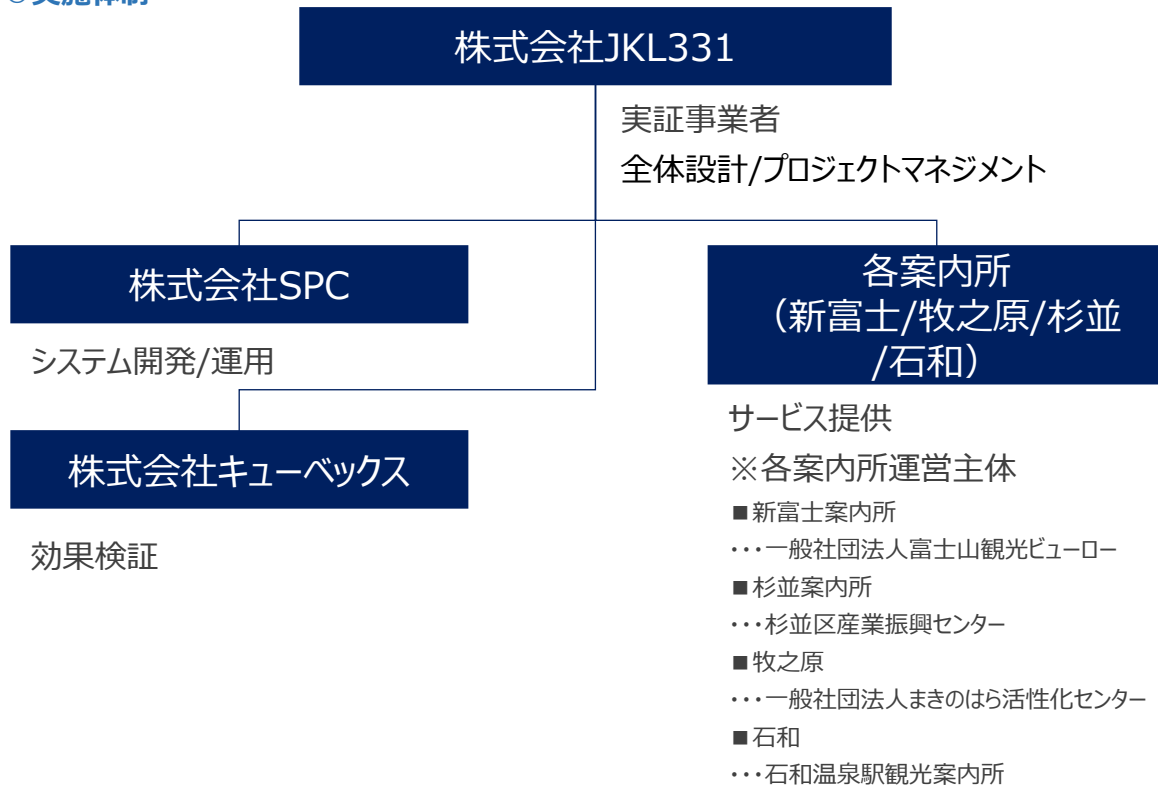 ○実施体制
株式会社JKL331
実証事業者
全体設計/プロジェクトマネジメント
株式会社SPC
システム開発/運用
株式会社キューベックス
効果検証
各案内所
（新富士/牧之原/杉並
/石和）
サービス提供
※各案内所運営主体
■新富士案内所
・・・一般社団法人富士山観光ビューロー
■杉並案内所
・・・杉並区産業振興センター
■牧之原
・・・一般社団法人まきのはら活性化センター
■石和
・・・石和温泉駅観光案内所